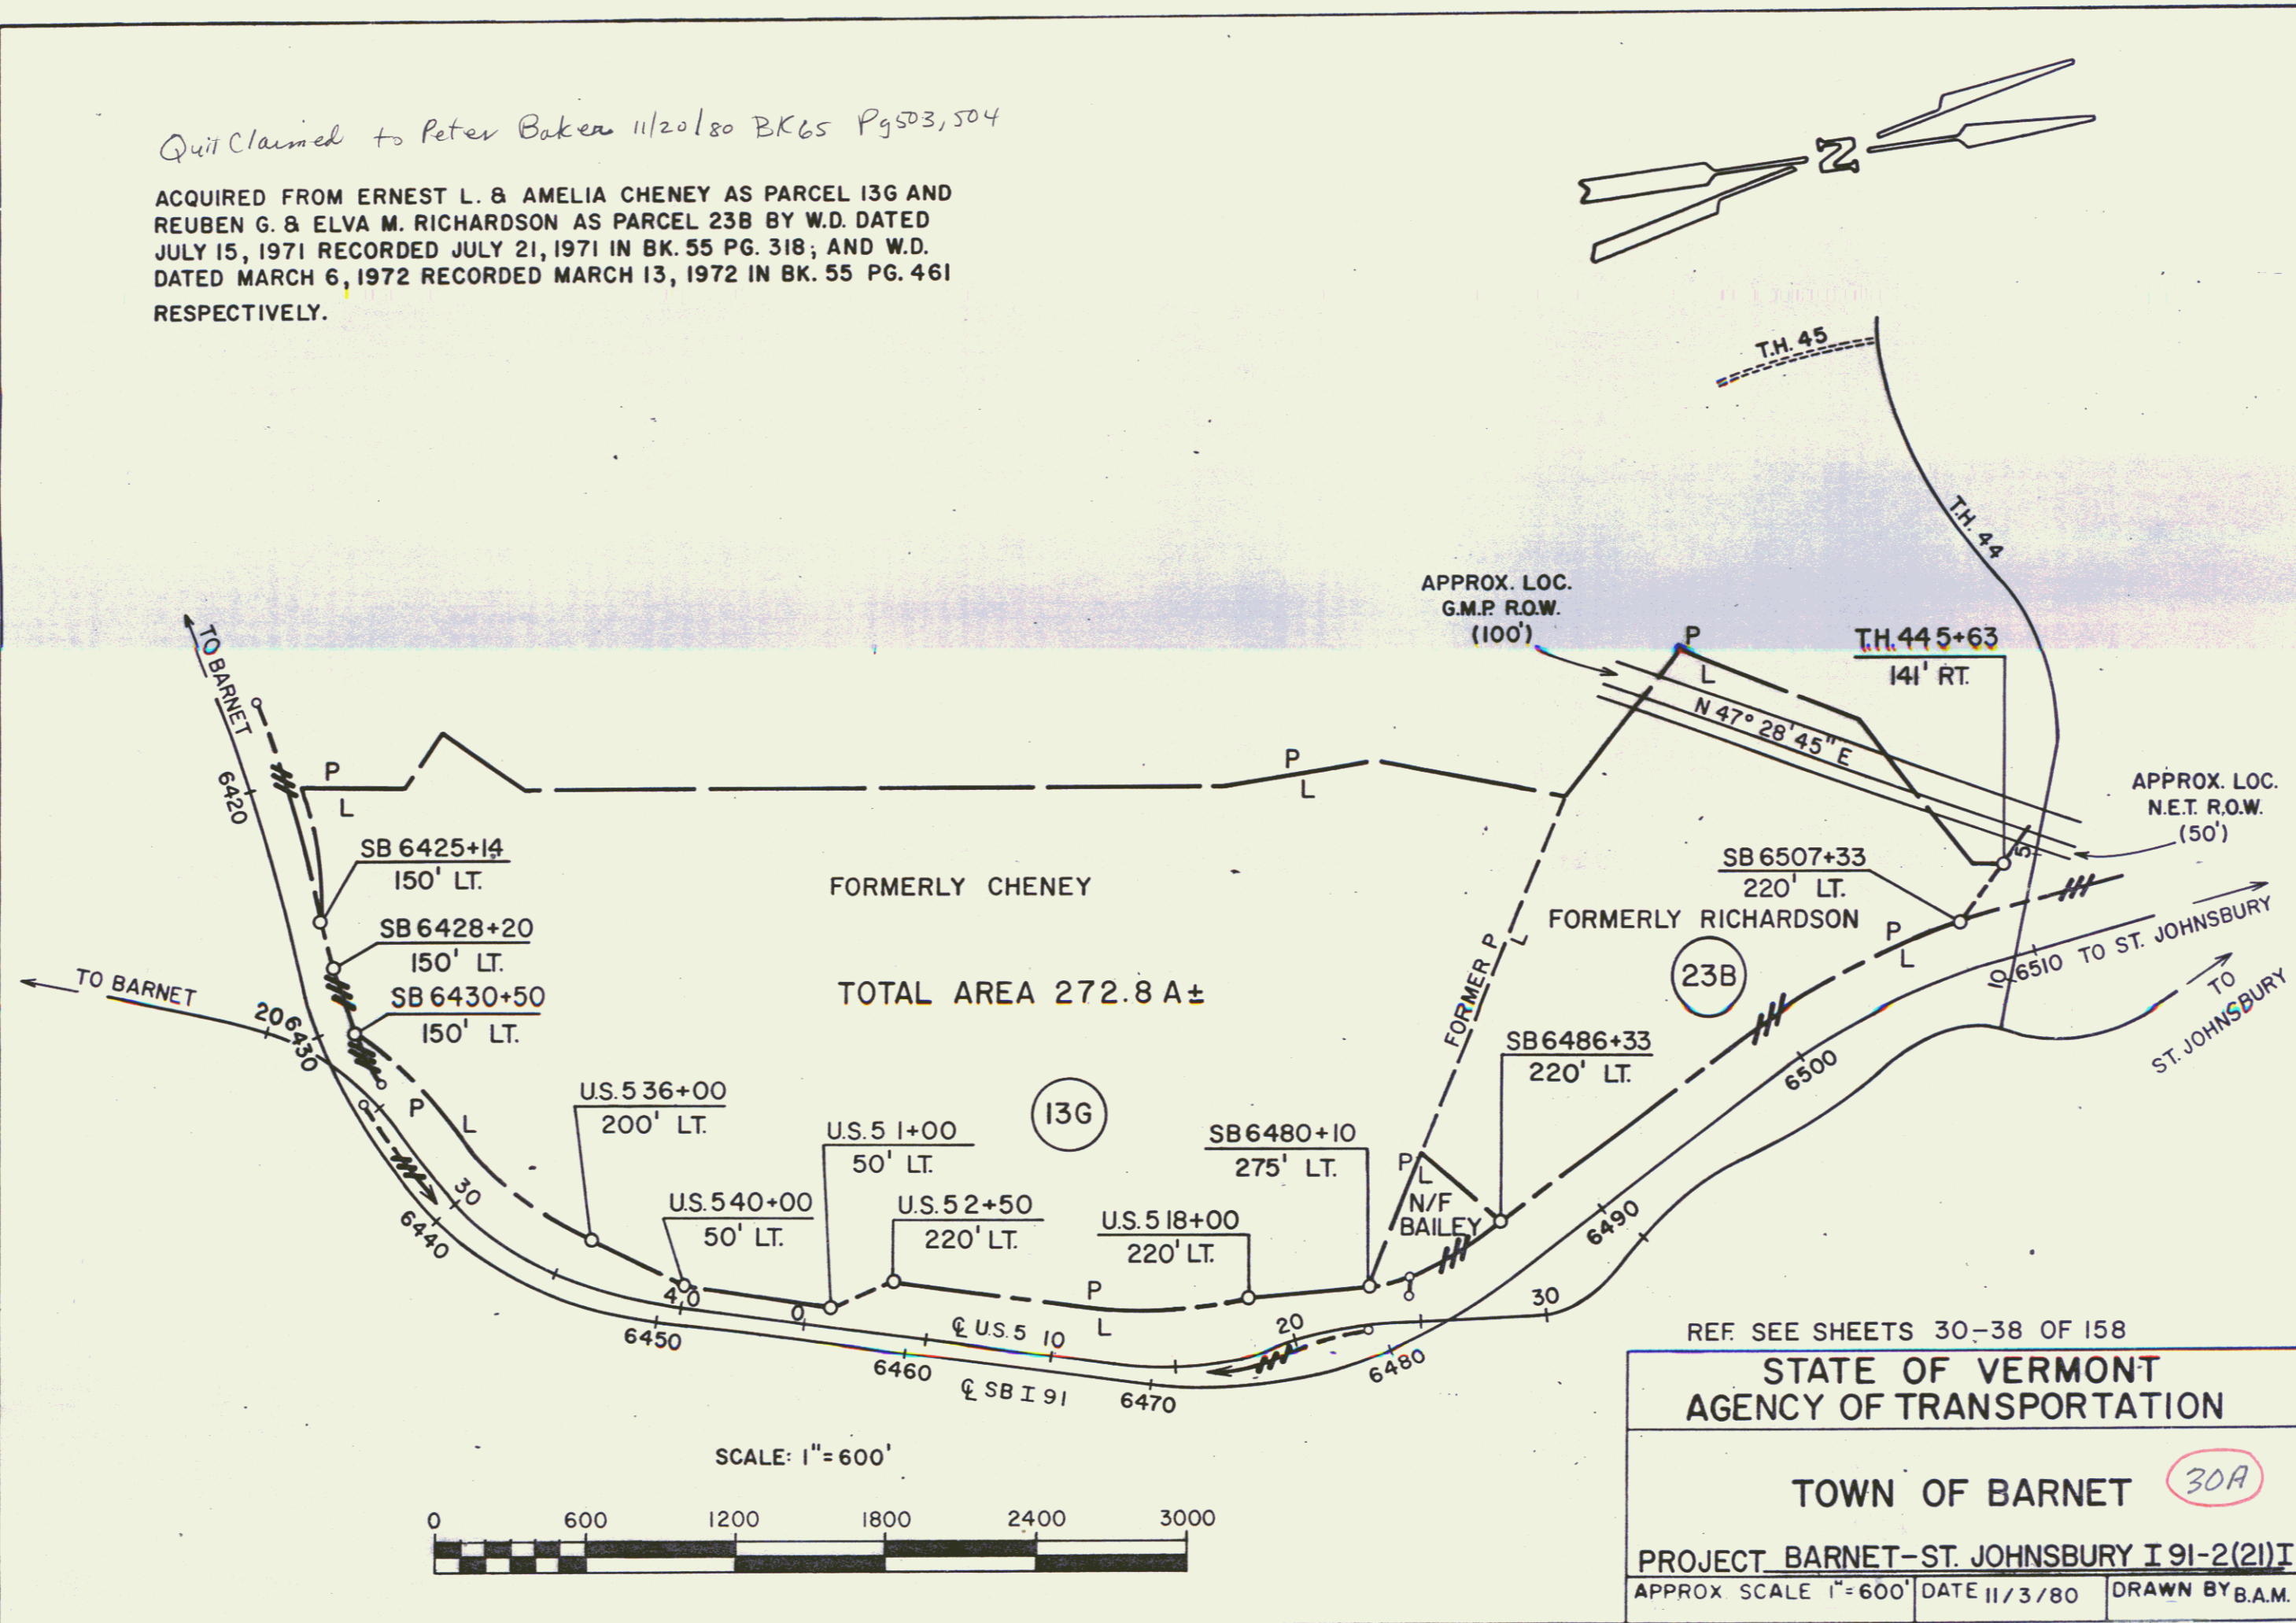 Quit Claimed to Peter Baker 11/20/80 BK65 Pg503,504
ACQUIRED FROM ERNEST L. & AMELIA CHENEY AS PARCEL 13G AND
REUBEN G. & ELVA M. RICHARDSON AS PARCEL 23B BY W.D. DATED
JULY 15, 1971 RECORDED JULY 21, 1971 IN BK. 55 PG. 318; AND W.D.
DATED MARCH 6, 1972 RECORDED MARCH 13, 1972 IN BK. 55 PG. 461
RESPECTIVELY.
N
T.H. 45
T.H. 44
APPROX. LOC.
G.M.P. R.O.W.
(100')
P
L
T.H. 44 5+63
141' RT.
N 47° 28' 45" E
APPROX. LOC.
N.E.T. R.O.W.
(50')
TO BARNET
6420
P
L
P
L
SB 6425+14
150' LT.
SB 6428+20
150' LT.
SB 6430+50
150' LT.
TO BARNET
20
6430
FORMERLY CHENEY
TOTAL AREA 272.8 A±
13G
FORMER P
L
SB 6507+33
220' LT.
FORMERLY RICHARDSON
23B
P
L
5
10
6510
TO ST. JOHNSBURY
TO
ST. JOHNSBURY
SB 6486+33
220' LT.
6500
P
L
U.S. 5 36+00
200' LT.
U.S. 5 1+00
50' LT.
SB 6480+10
275' LT.
P
L
N/F
BAILEY
30
6440
U.S. 5 40+00
50' LT.
U.S. 5 2+50
220' LT.
U.S. 5 18+00
220' LT.
6490
P
L
40
0
℄ U.S. 5
10
20
30
6450
6460
℄ SB I 91
6470
6480
SCALE: 1"=600'
0 600 1200 1800 2400 3000
REF. SEE SHEETS 30-38 OF 158
STATE OF VERMONT
AGENCY OF TRANSPORTATION
TOWN OF BARNET
30A
PROJECT BARNET-ST. JOHNSBURY I 91-2(21)I
APPROX SCALE 1"=600' DATE 11/3/80 DRAWN BY B.A.M.